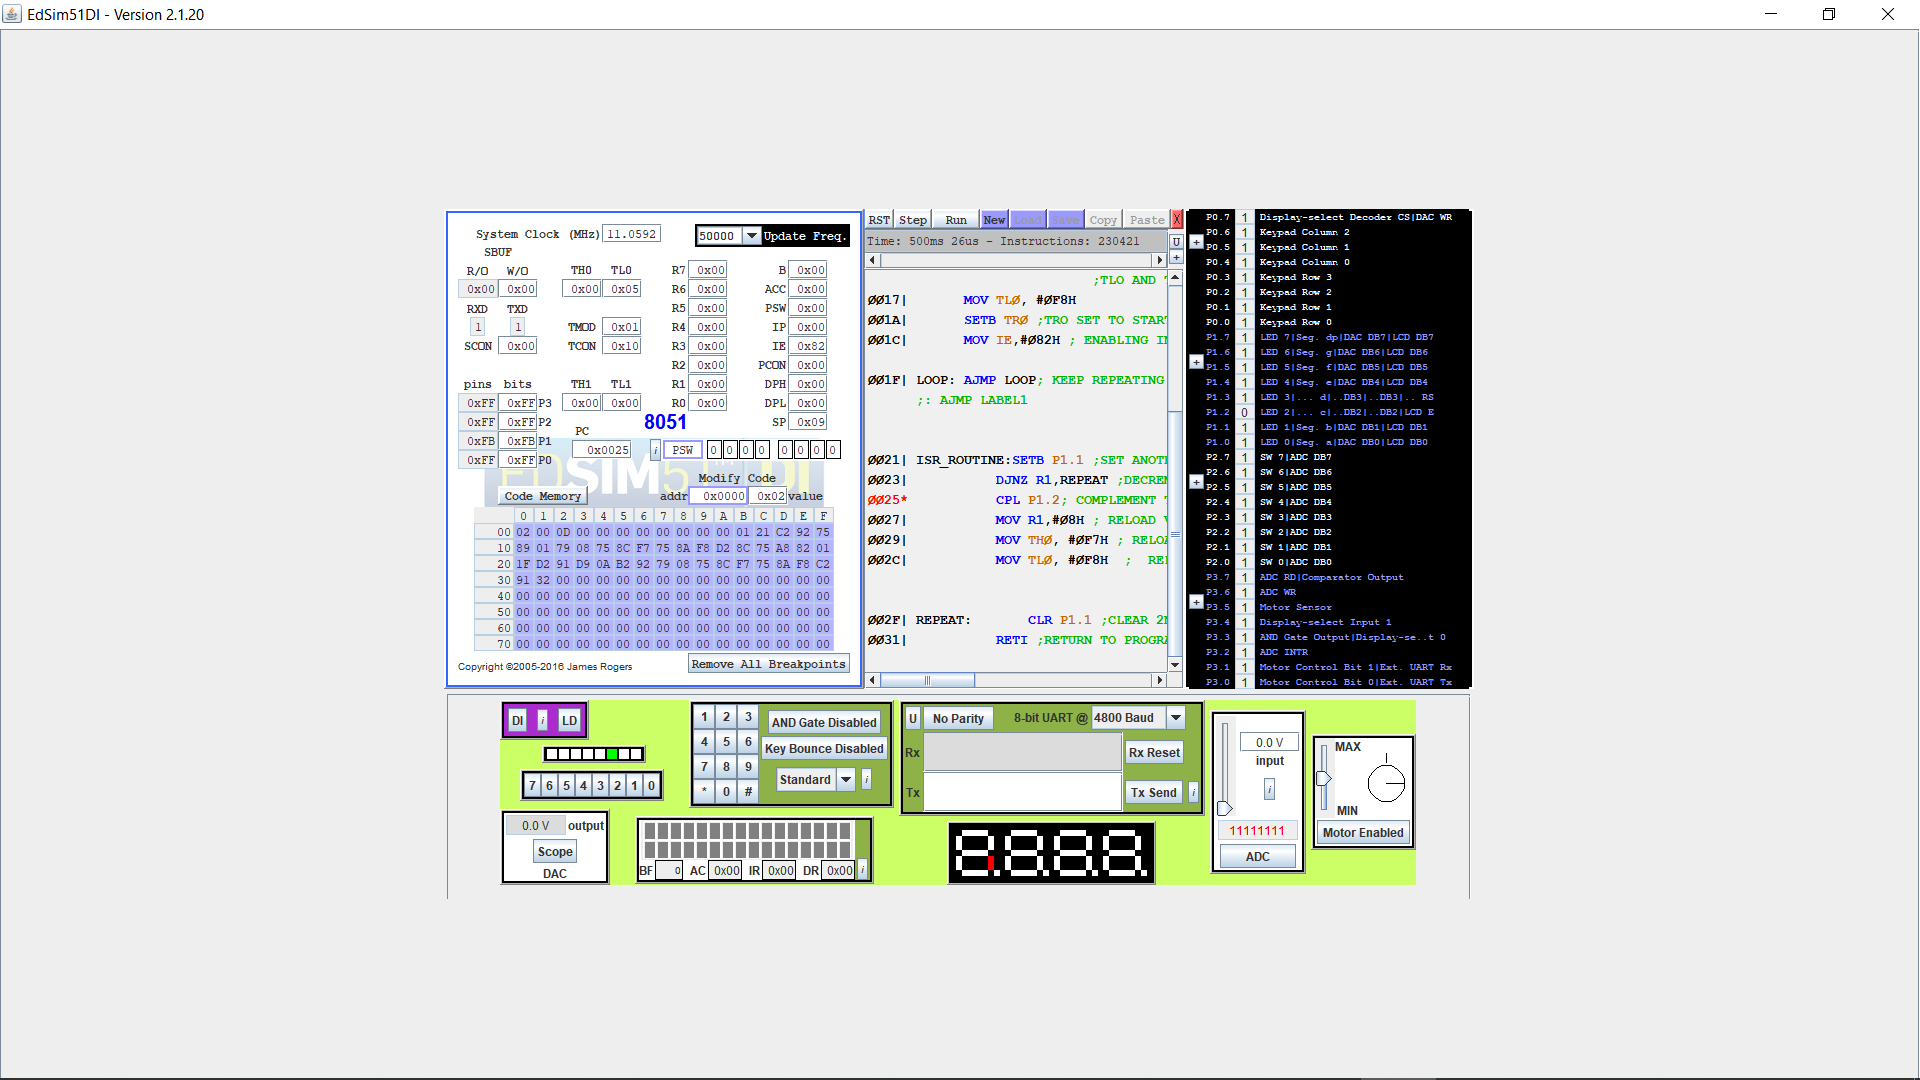 EdSim51DI - Version 2.1.20
System Clock (MHz) 11.0592 50000 Update Freq.
SBUF
R/O W/O TH0 TL0 R7 0x00 B 0x00
0x00 0x00 0x00 0x05 R6 0x00 ACC 0x00
RXD TXD R5 0x00 PSW 0x00
1 1 TMOD 0x01 R4 0x00 IP 0x00
SCON 0x00 TCON 0x10 R3 0x00 IE 0x82
R2 0x00 PCON 0x00
pins bits TH1 TL1 R1 0x00 DPH 0x00
0xFF 0xFF P3 0x00 0x00 R0 0x00 DPL 0x00
0xFF 0xFF P2 8051 SP 0x09
0xFB 0xFB P1 PC 0x0025 i PSW 0 0 0 0 0 0 0 0
0xFF 0xFF P0
EDSIM51DI
Modify Code
Code Memory addr 0x0000 0x02 value
0 1 2 3 4 5 6 7 8 9 A B C D E F
00 02 00 0D 00 00 00 00 00 00 00 00 01 21 C2 92 75
10 89 01 79 08 75 8C F7 75 8A F8 D2 8C 75 A8 82 01
20 1F D2 91 D9 0A B2 92 79 08 75 8C F7 75 8A F8 C2
30 91 32 00 00 00 00 00 00 00 00 00 00 00 00 00 00
40 00 00 00 00 00 00 00 00 00 00 00 00 00 00 00 00
50 00 00 00 00 00 00 00 00 00 00 00 00 00 00 00 00
60 00 00 00 00 00 00 00 00 00 00 00 00 00 00 00 00
70 00 00 00 00 00 00 00 00 00 00 00 00 00 00 00 00
Copyright ©2005-2016 James Rogers Remove All Breakpoints
RST Step Run New Load Save Copy Paste X
Time: 500ms 26us - Instructions: 230421 U
+
;TLO AND
0017| MOV TL0, #0F8H
001A| SETB TR0 ;TRO SET TO START
001C| MOV IE,#082H ; ENABLING IN
001F| LOOP: AJMP LOOP; KEEP REPEATING
;: AJMP LABEL1
0021| ISR_ROUTINE:SETB P1.1 ;SET ANOT
0023| DJNZ R1,REPEAT ;DECREM
0025* CPL P1.2; COMPLEMENT
0027| MOV R1,#08H ; RELOAD
0029| MOV TH0, #0F7H ; RELOA
002C| MOV TL0, #0F8H ; RE
002F| REPEAT: CLR P1.1 ;CLEAR 2N
0031| RETI ;RETURN TO PROGRA
P0.7 1 Display-select Decoder CS|DAC WR
P0.6 1 Keypad Column 2
P0.5 1 Keypad Column 1
P0.4 1 Keypad Column 0
P0.3 1 Keypad Row 3
P0.2 1 Keypad Row 2
P0.1 1 Keypad Row 1
P0.0 1 Keypad Row 0
P1.7 1 LED 7|Seg. dp|DAC DB7|LCD DB7
P1.6 1 LED 6|Seg. g|DAC DB6|LCD DB6
P1.5 1 LED 5|Seg. f|DAC DB5|LCD DB5
P1.4 1 LED 4|Seg. e|DAC DB4|LCD DB4
P1.3 1 LED 3|... d|..DB3|..DB3|.. RS
P1.2 0 LED 2|... c|..DB2|..DB2|LCD E
P1.1 1 LED 1|Seg. b|DAC DB1|LCD DB1
P1.0 1 LED 0|Seg. a|DAC DB0|LCD DB0
P2.7 1 SW 7|ADC DB7
P2.6 1 SW 6|ADC DB6
P2.5 1 SW 5|ADC DB5
P2.4 1 SW 4|ADC DB4
P2.3 1 SW 3|ADC DB3
P2.2 1 SW 2|ADC DB2
P2.1 1 SW 1|ADC DB1
P2.0 1 SW 0|ADC DB0
P3.7 1 ADC RD|Comparator Output
P3.6 1 ADC WR
P3.5 1 Motor Sensor
P3.4 1 Display-select Input 1
P3.3 1 AND Gate Output|Display-se..t 0
P3.2 1 ADC INTR
P3.1 1 Motor Control Bit 1|Ext. UART Rx
P3.0 1 Motor Control Bit 0|Ext. UART Tx
DI i LD
7 6 5 4 3 2 1 0
0.0 V output
Scope
DAC
1 2 3
4 5 6
7 8 9
* 0 #
AND Gate Disabled
Key Bounce Disabled
Standard i
BF 0 AC 0x00 IR 0x00 DR 0x00 i
U No Parity 8-bit UART @ 4800 Baud
Rx Rx Reset
Tx Tx Send i
8.8.8.8.
0.0 V
input
i
11111111
ADC
MAX
MIN
Motor Enabled